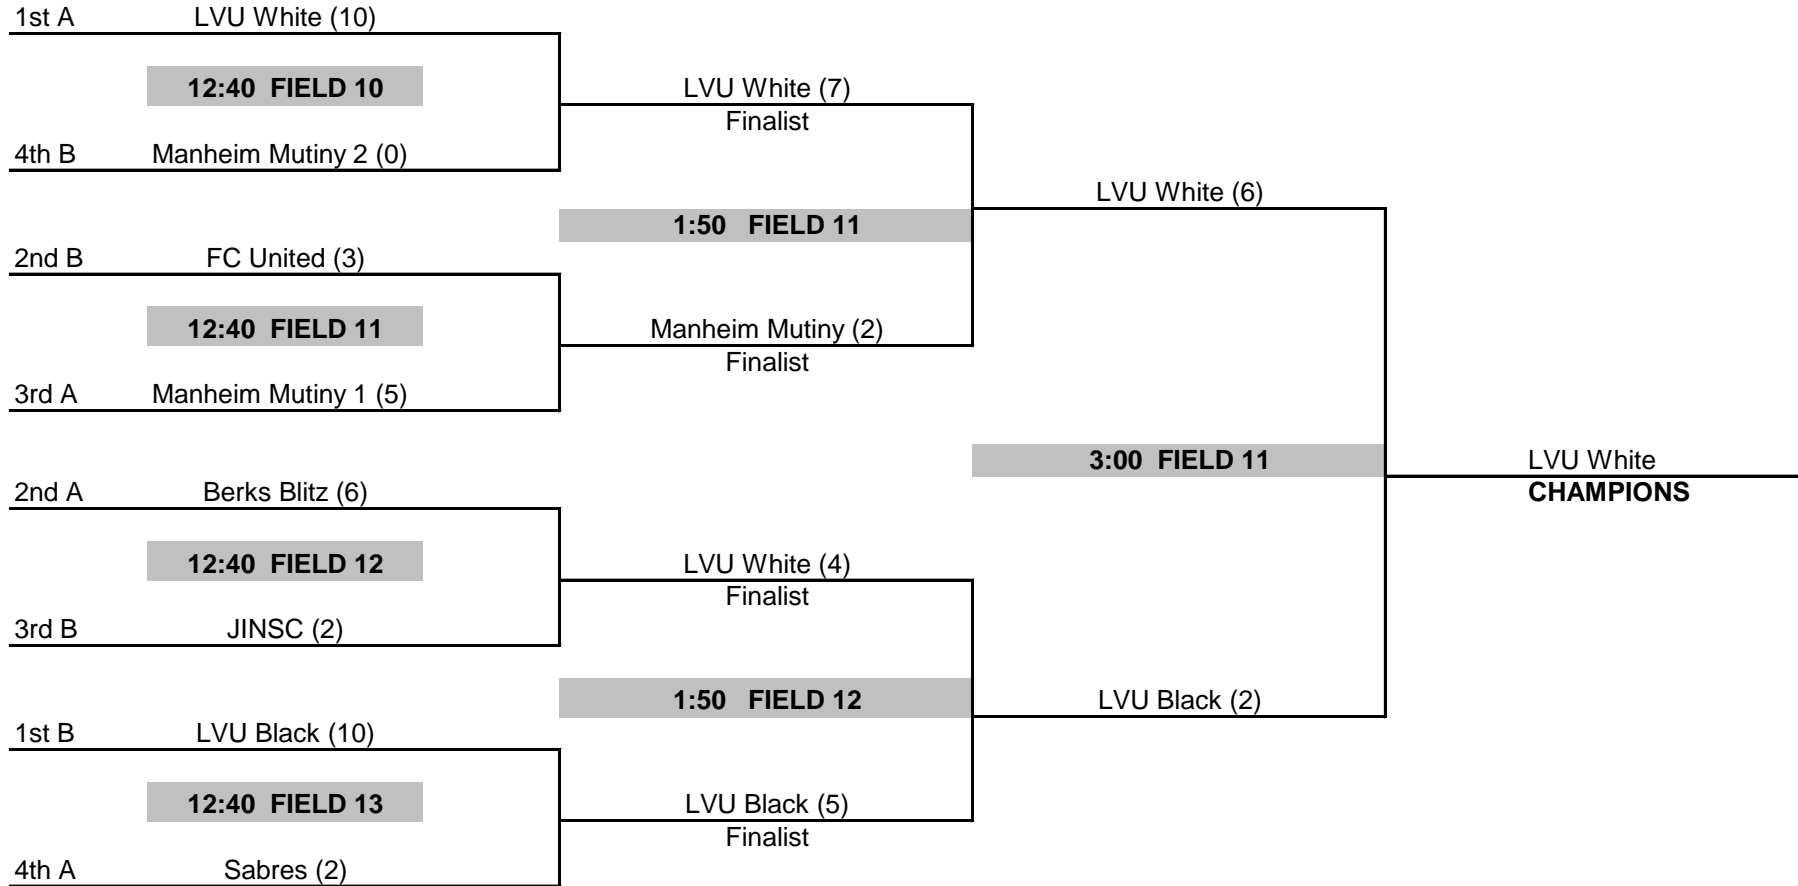 1st A LVU White (10)
12:40 FIELD 10
LVU White (7)
Finalist
4th B Manheim Mutiny 2 (0)
LVU White (6)
1:50 FIELD 11
2nd B FC United (3)
12:40 FIELD 11
Manheim Mutiny (2)
Finalist
3rd A Manheim Mutiny 1 (5)
3:00 FIELD 11
LVU White
CHAMPIONS
2nd A Berks Blitz (6)
12:40 FIELD 12
LVU White (4)
Finalist
3rd B JINSC (2)
1:50 FIELD 12
LVU Black (2)
1st B LVU Black (10)
12:40 FIELD 13
LVU Black (5)
Finalist
4th A Sabres (2)